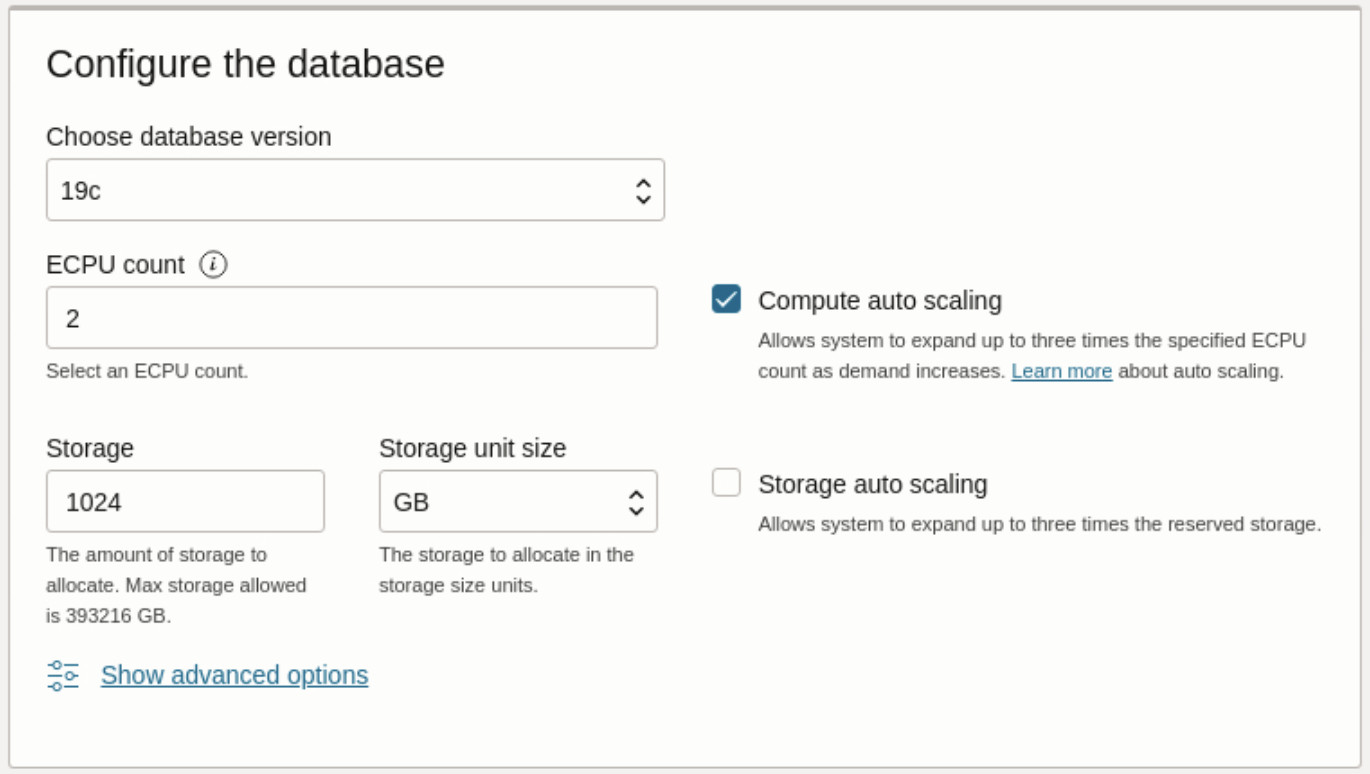 Configure the database
Choose database version
19c
ECPU count
2
Select an ECPU count.
Compute auto scaling
Allows system to expand up to three times the specified ECPU
count as demand increases. Learn more about auto scaling.
Storage
1024
The amount of storage to
allocate. Max storage allowed
is 393216 GB.
Storage unit size
GB
The storage to allocate in the
storage size units.
Storage auto scaling
Allows system to expand up to three times the reserved storage.
Show advanced options